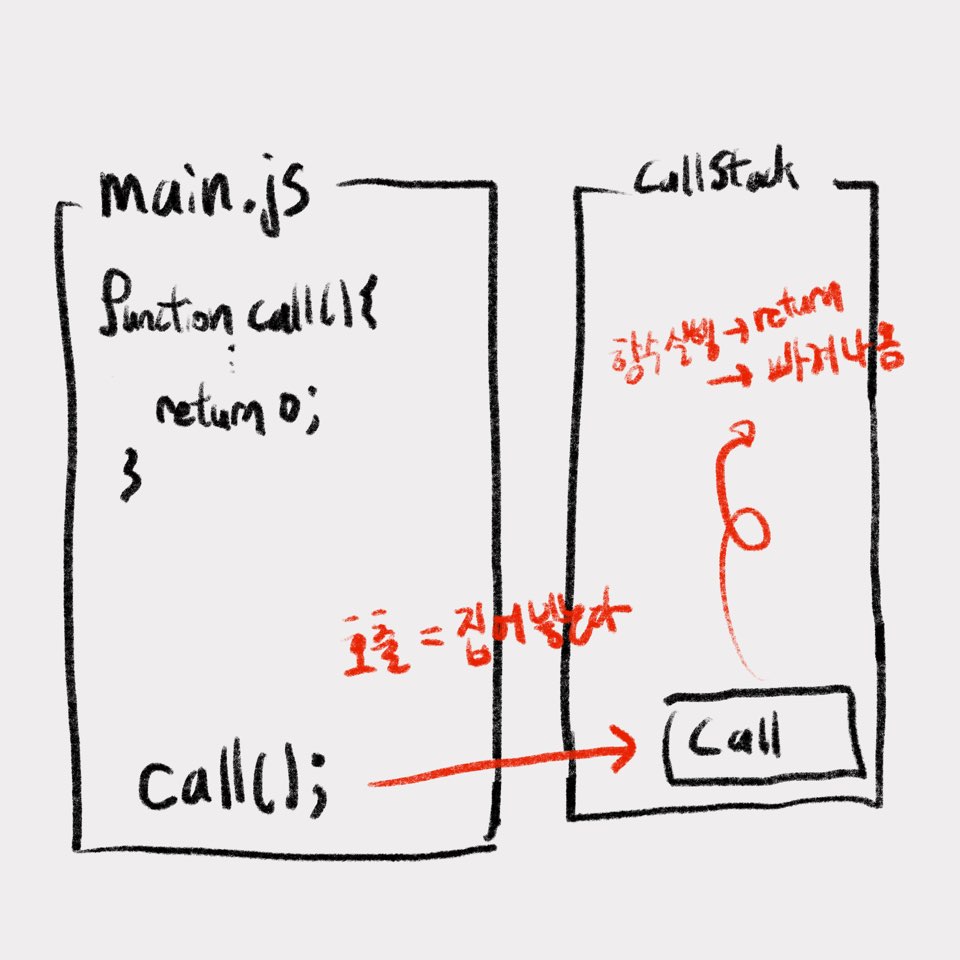 main.js
function call(){
:
return 0;
}
call();
호출 = 집어넣는다
CallStack
함수실행 → return
→ 빠져나옴
Call